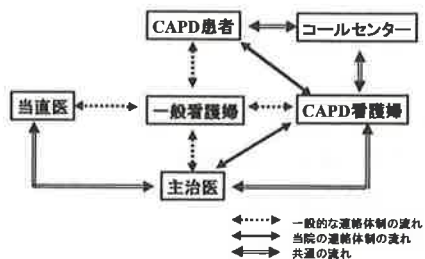 CAPD患者
コールセンター
当直医
一般看護婦
CAPD看護婦
主治医
一般的な連絡体制の流れ
当院の連絡体制の流れ
共通の流れ